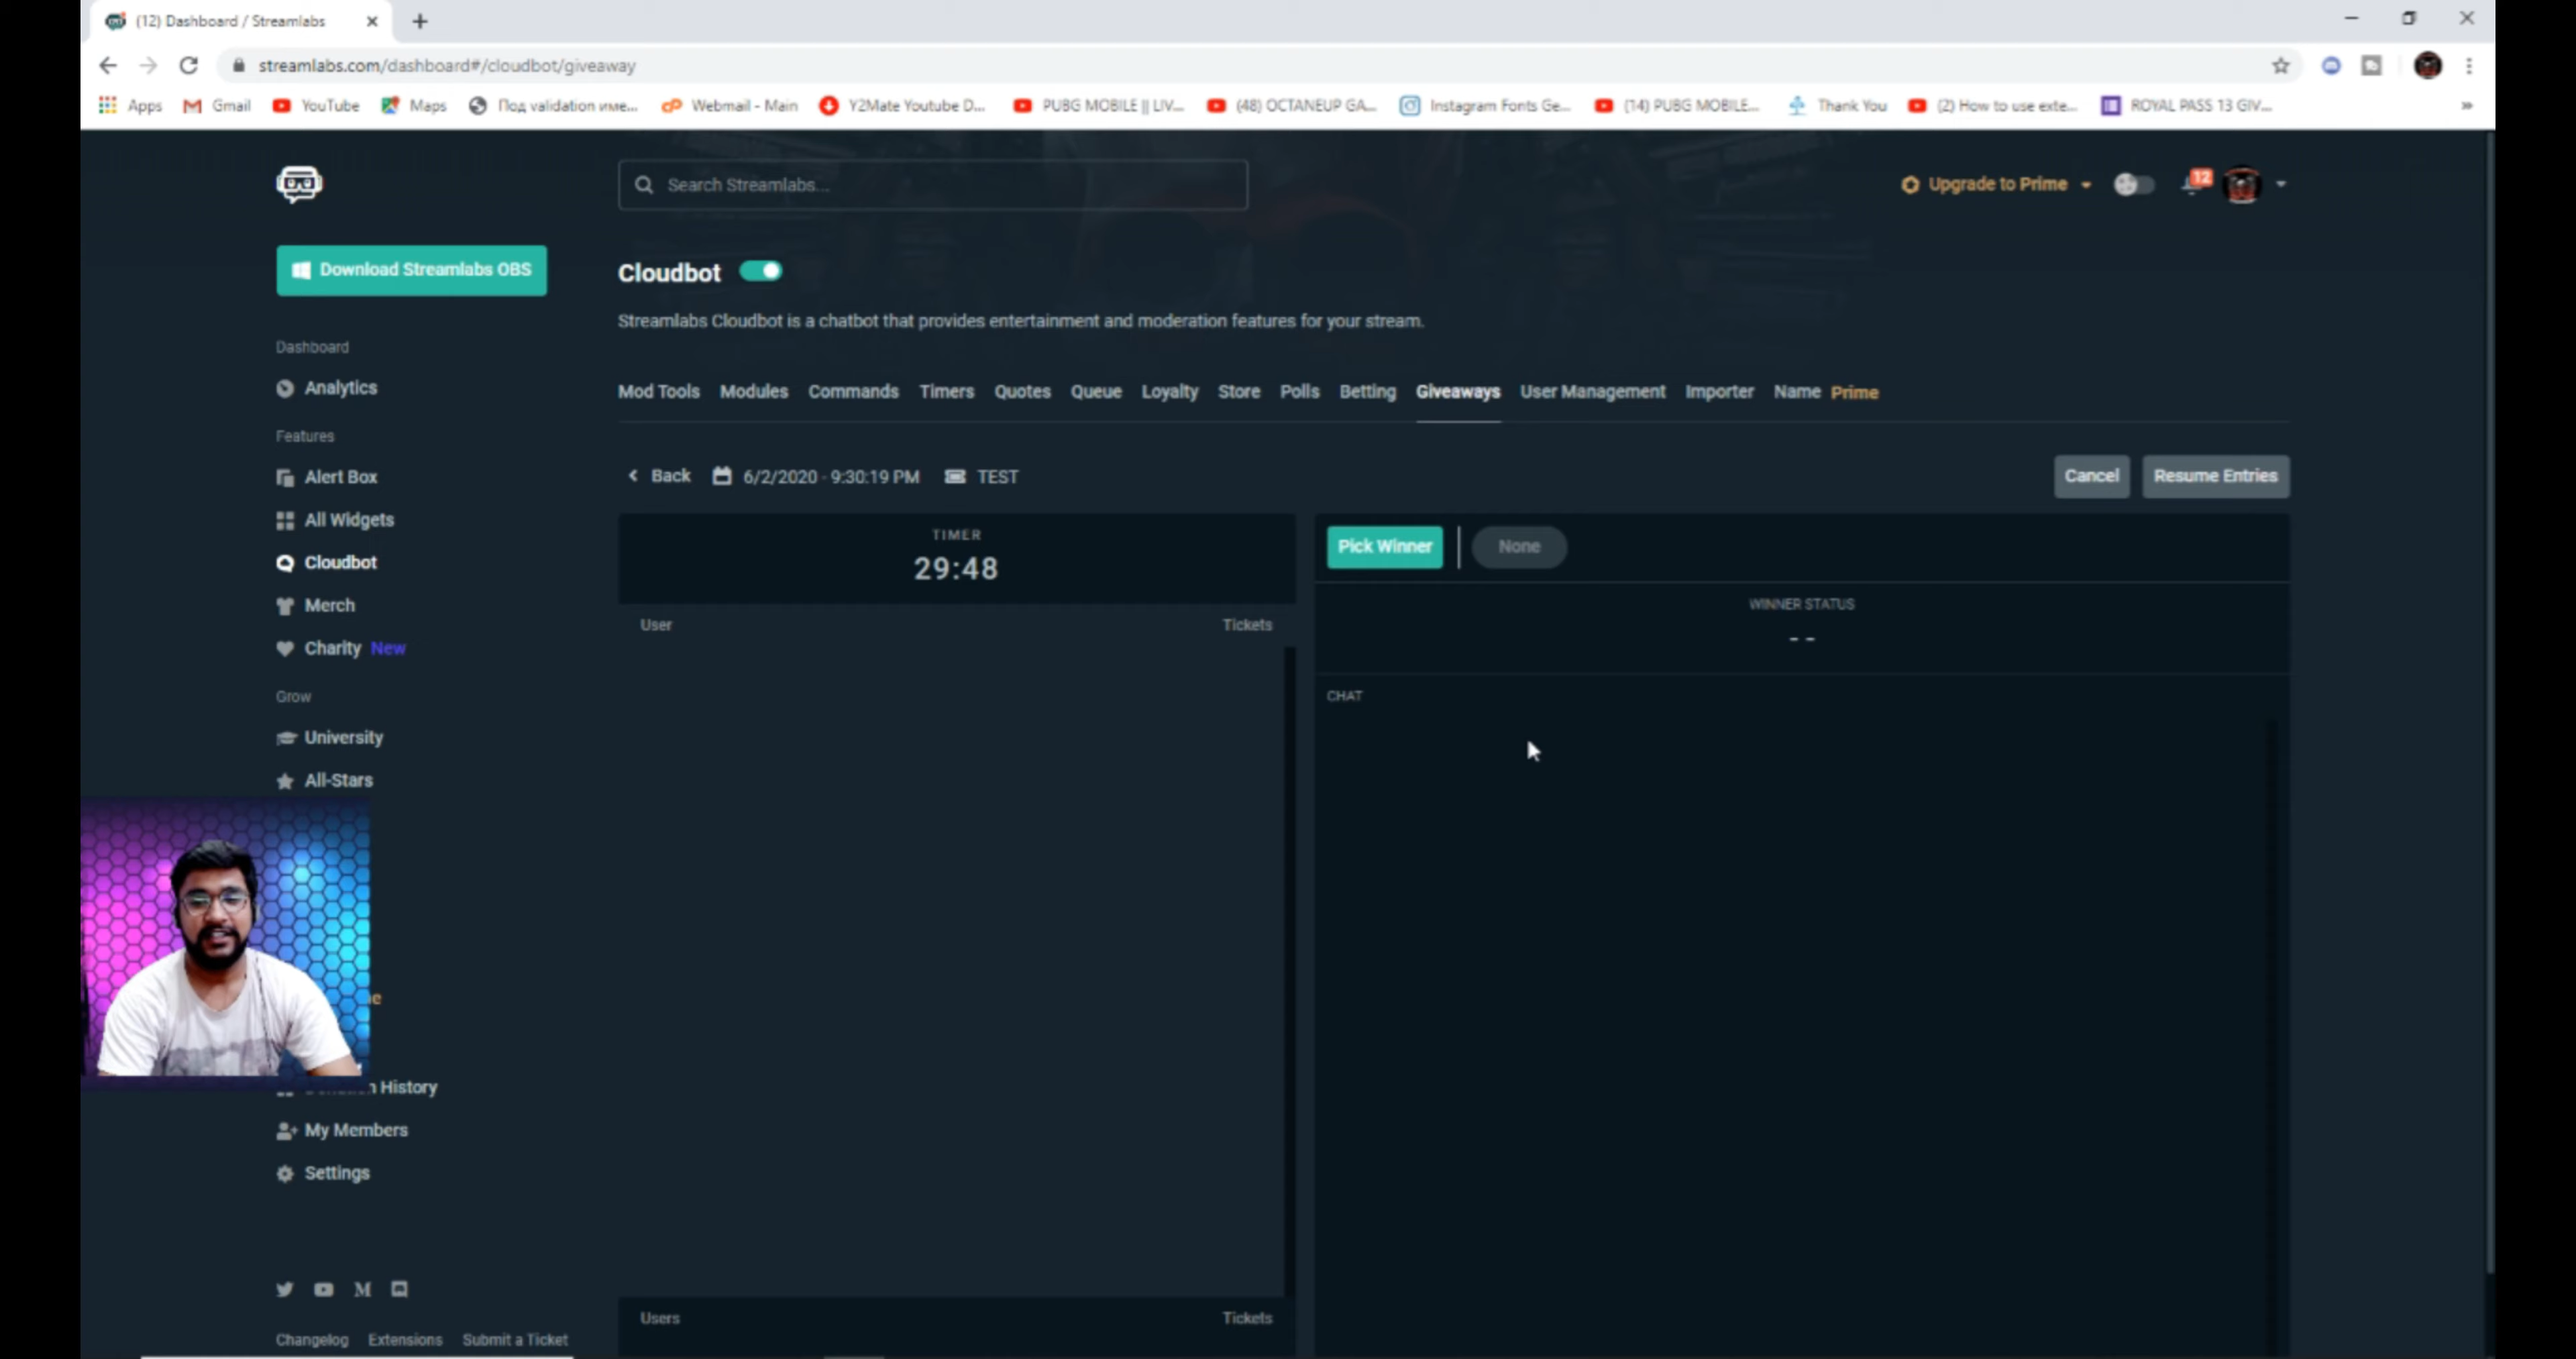 (12) Dashboard / Streamlabs
streamlabs.com/dashboard#/cloudbot/giveaway
Apps Gmail YouTube Maps Под validation име... Webmail - Main Y2Mate Youtube D... PUBG MOBILE || LIV... (48) OCTANEUP GA... Instagram Fonts Ge... (14) PUBG MOBILE... Thank You (2) How to use exte... ROYAL PASS 13 GIV... »
Search Streamlabs...
Upgrade to Prime
12
Download Streamlabs OBS
Cloudbot
Streamlabs Cloudbot is a chatbot that provides entertainment and moderation features for your stream.
Dashboard
Analytics
Features
Alert Box
All Widgets
Cloudbot
Merch
Charity New
Grow
University
All-Stars
History
My Members
Settings
Changelog Extensions Submit a Ticket
Mod Tools Modules Commands Timers Quotes Queue Loyalty Store Polls Betting Giveaways User Management Importer Name Prime
Back 6/2/2020 - 9:30:19 PM TEST
Cancel Resume Entries
TIMER
29:48
User Tickets
Users Tickets
Pick Winner None
WINNER STATUS
--
CHAT